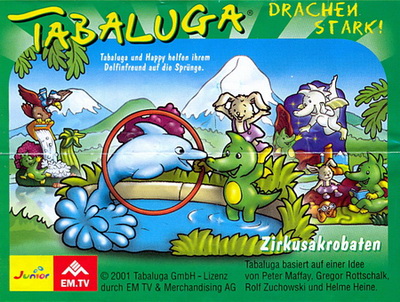 TABALUGA®
DRACHEN
STARK!
Tabaluga und Happy helfen ihrem
Delfinfreund auf die Sprünge.
Zirkusakrobaten
Junior
EM.TV
© 2001 Tabaluga GmbH - Lizenz
durch EM TV & Merchandising AG
Tabaluga basiert auf einer Idee
von Peter Maffay, Gregor Rottschalk,
Rolf Zuchowski und Helme Heine.